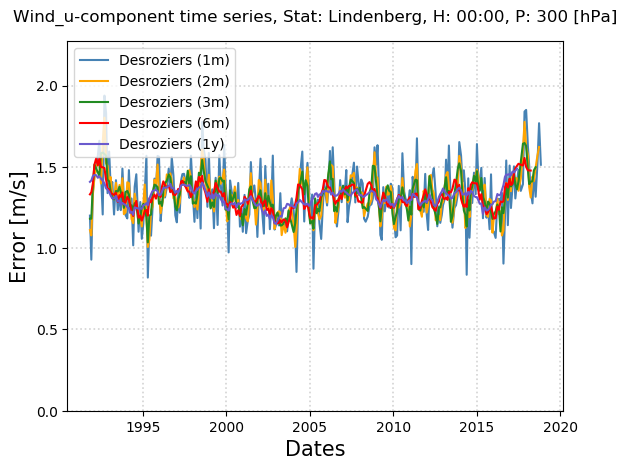 Wind_u-component time series, Stat: Lindenberg, H: 00:00, P: 300 [hPa]
Desroziers (1m)
Desroziers (2m)
Desroziers (3m)
Desroziers (6m)
Desroziers (1y)
Error [m/s]
2.0
1.5
1.0
0.5
0.0
1995 2000 2005 2010 2015 2020
Dates